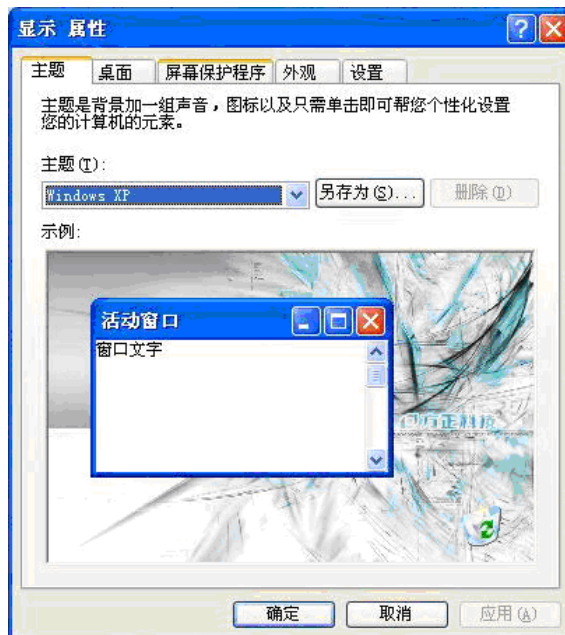 显示 属性
主题
桌面
屏幕保护程序
外观
设置
主题是背景加一组声音，图标以及只需单击即可帮您个性化设置
您的计算机的元素。
主题(T):
Windows XP
另存为(S)...
删除(D)
示例:
活动窗口
窗口文字
方正科技
确定
取消
应用(A)